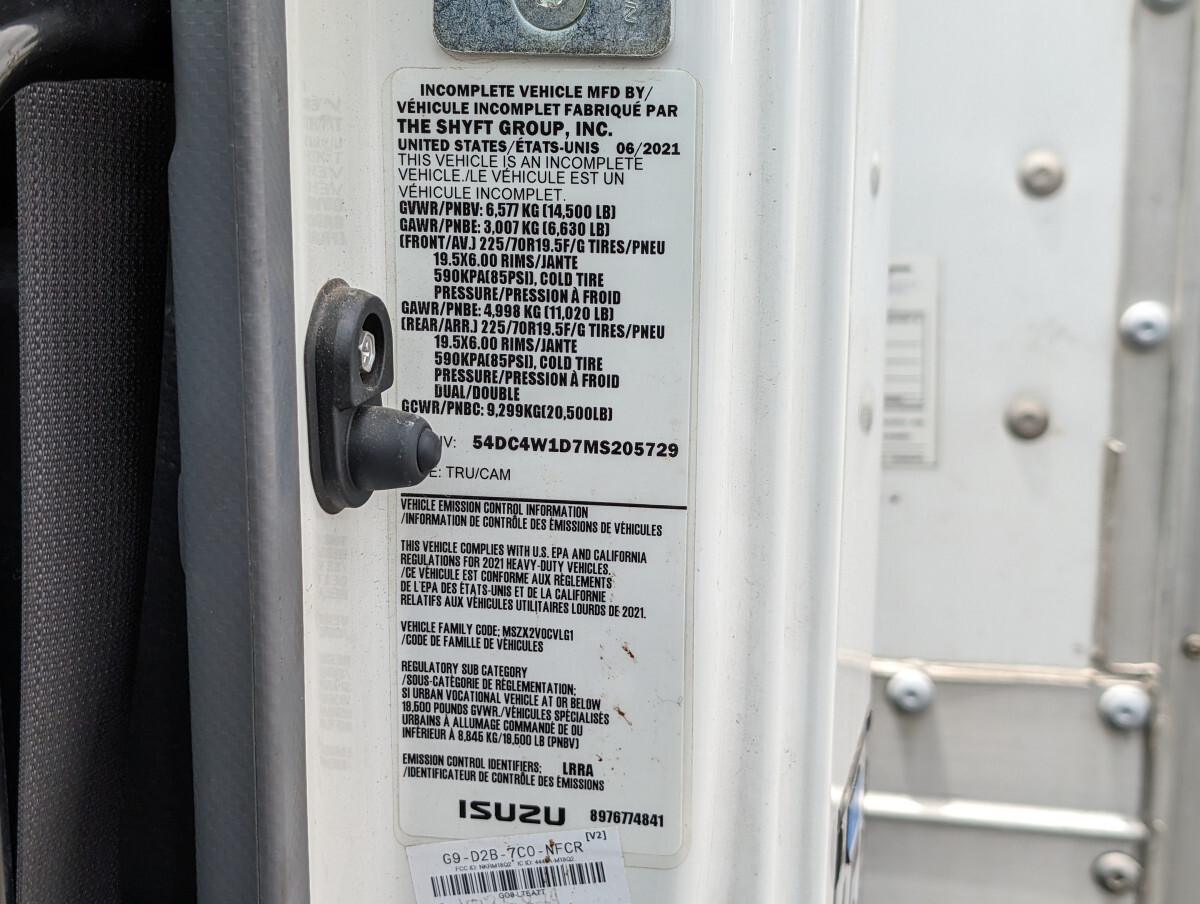 INCOMPLETE VEHICLE MFD BY/
VÉHICULE INCOMPLET FABRIQUÉ PAR
THE SHYFT GROUP, INC.
UNITED STATES/ÉTATS-UNIS 06/2021
THIS VEHICLE IS AN INCOMPLETE
VEHICLE./LE VÉHICULE EST UN
VÉHICULE INCOMPLET.
GVWR/PNBV: 6,577 KG (14,500 LB)
GAWR/PNBE: 3,007 KG (6,630 LB)
(FRONT/AV.) 225/70R19.5F/G TIRES/PNEU
19.5X6.00 RIMS/JANTE
590KPA(85PSI), COLD TIRE
PRESSURE/PRESSION À FROID
GAWR/PNBE: 4,998 KG (11,020 LB)
(REAR/ARR.) 225/70R19.5F/G TIRES/PNEU
19.5X6.00 RIMS/JANTE
590KPA(85PSI), COLD TIRE
PRESSURE/PRESSION À FROID
DUAL/DOUBLE
GCWR/PNBC: 9,299KG(20,500LB)
IV: 54DC4W1D7MS205729
E: TRU/CAM
VEHICLE EMISSION CONTROL INFORMATION
/INFORMATION DE CONTRÔLE DES ÉMISSIONS DE VÉHICULES
THIS VEHICLE COMPLIES WITH U.S. EPA AND CALIFORNIA
REGULATIONS FOR 2021 HEAVY-DUTY VEHICLES.
/CE VÉHICULE EST CONFORME AUX RÈGLEMENTS
DE L'EPA DES ÉTATS-UNIS ET DE LA CALIFORNIE
RELATIFS AUX VÉHICULES UTILITAIRES LOURDS DE 2021.
VEHICLE FAMILY CODE: MSZX2VOCVLG1
/CODE DE FAMILLE DE VÉHICULES
REGULATORY SUB CATEGORY
/SOUS-CATÉGORIE DE RÈGLEMENTATION:
SI URBAN VOCATIONAL VEHICLE AT OR BELOW
18,500 POUNDS GVWR/VÉHICULES SPÉCIALISÉS
URBAINS À ALLUMAGE COMMANDÉ DE OU
INFÉRIEUR À 8,845 KG/18,500 LB (PNBV)
EMISSION CONTROL IDENTIFIERS: LRRA
/IDENTIFICATEUR DE CONTRÔLE DES ÉMISSIONS
ISUZU 8976774841
[V2]
G9-D2B-7C0-NFCR
GO9-LTEA7T